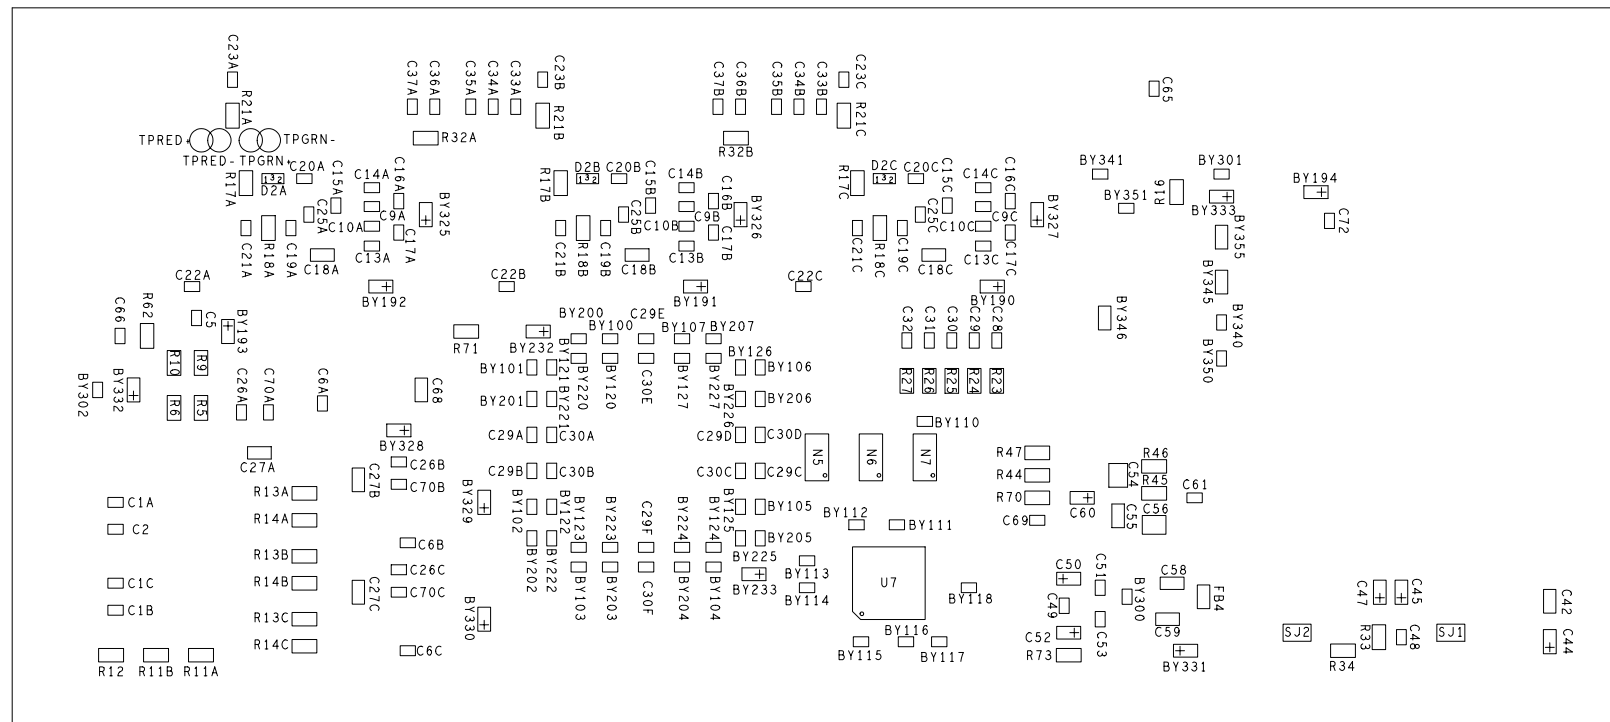 C23A
C37A
C36A
C35A
C34A
C33A
C23B
C37B
C36B
C35B
C34B
C33B
C23C
C65
R21A
R21B
R21C
TPRED+
TPGRN-
TPRED-
TPGRN+
R32A
R32B
R17A
132
D2A
C20A
C15A
C14A
C16A
BY325
R17B
D2B
132
C20B
C15B
C14B
C16B
BY326
R17C
D2C
132
C20C
C15C
C14C
C16C
BY327
BY341
BY351
R16
BY301
BY333
BY194
C72
C25A
C9A
C10A
C17A
C21A
R18A
C19A
C18A
C13A
C25B
C9B
C10B
C17B
C21B
R18B
C19B
C18B
C13B
C25C
C9C
C10C
C17C
C21C
R18C
C19C
C18C
C13C
BY355
BY345
C22A
BY192
C22B
BY191
C22C
BY190
BY346
BY340
BY350
C66
R62
C5
BY193
R71
BY232
BY200
BY100
C29E
BY107
BY207
C32
C31
C30
C29
C28
BY302
BY332
R10
R9
R6
R5
C26A
C70A
C6A
C68
BY101
BY121
BY220
BY120
C30E
BY127
BY227
BY126
BY106
R27
R26
R25
R24
R23
BY201
BY221
BY226
BY206
BY110
BY328
C29A
C30A
C29D
C30D
N5
N6
N7
R47
R44
R70
C69
C60
C54
C55
R46
R45
C56
C61
C27A
C27B
C26B
C70B
C29B
C30B
C30C
C29C
C1A
C2
R13A
R14A
BY329
BY102
BY122
BY123
BY223
C29F
BY224
BY124
BY125
BY105
BY112
BY111
C6B
BY202
BY222
BY205
BY225
BY233
R13B
R14B
C1C
C1B
C27C
C26C
C70C
BY330
BY103
BY203
C30F
BY204
BY104
BY113
BY114
U7
BY118
C50
C49
C51
BY300
C58
FB4
C47
C45
C42
R13C
R14C
C6C
BY115
BY116
BY117
C52
R73
C53
C59
BY331
SJ2
R34
R33
C48
SJ1
C44
R12
R11B
R11A